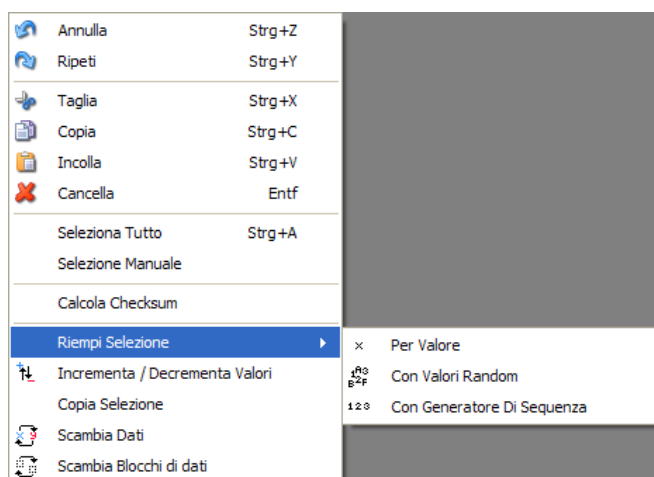 Annulla Strg+Z
Ripeti Strg+Y
Taglia Strg+X
Copia Strg+C
Incolla Strg+V
Cancella Entf
Seleziona Tutto Strg+A
Selezione Manuale
Calcola Checksum
Riempi Selezione
Incrementa / Decrementa Valori
Copia Selezione
Scambia Dati
Scambia Blocchi di dati
Per Valore
Con Valori Random
Con Generatore Di Sequenza